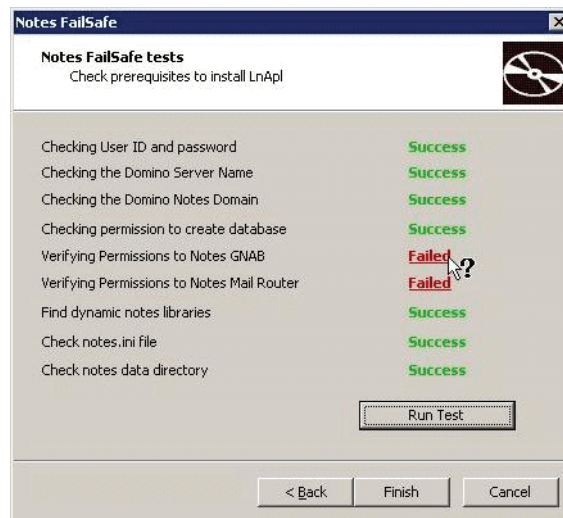 Notes FailSafe
Notes FailSafe tests
Check prerequisites to install LnApl
Checking User ID and password Success
Checking the Domino Server Name Success
Checking the Domino Notes Domain Success
Checking permission to create database Success
Verifying Permissions to Notes GNAB Failed
Verifying Permissions to Notes Mail Router Failed
Find dynamic notes libraries Success
Check notes.ini file Success
Check notes data directory Success
Run Test
< Back Finish Cancel